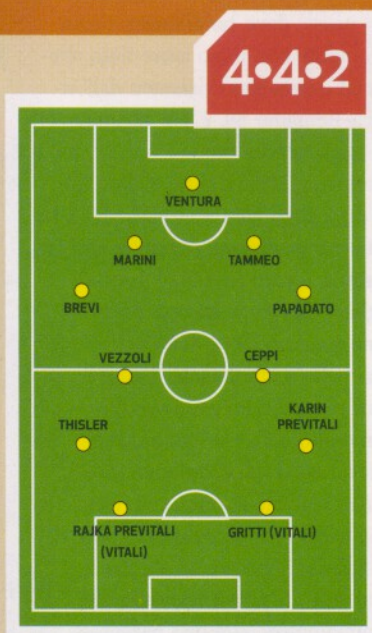 4•4•2
VENTURA
MARINI
TAMMEO
BREVI
PAPADATO
VEZZOLI
CEPPI
THISLER
KARIN
PREVITALI
RAJKA PREVITALI
(VITALI)
GRITTI (VITALI)